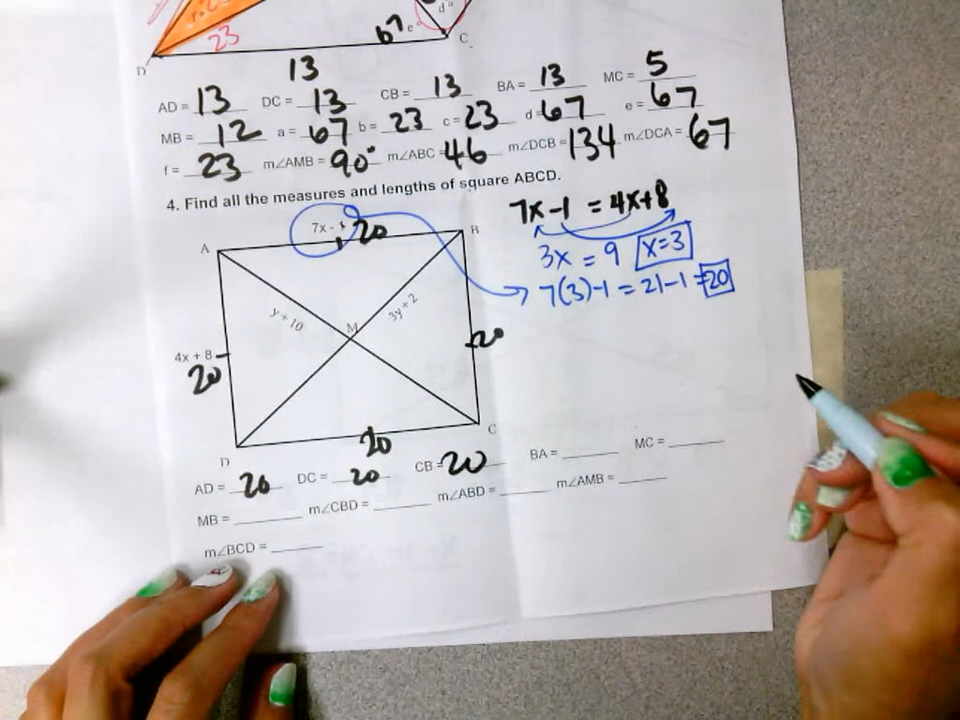 23
67 e°
d°
D
C
13
AD = 13 DC = 13 CB = 13 BA = 13 MC = 5
MB = 12 a = 67 b = 23 c = 23 d = 67 e = 67
f = 23 m∠AMB = 90° m∠ABC = 46 m∠DCB = 134 m∠DCA = 67
4. Find all the measures and lengths of square ABCD.
7x - 1 = 4x + 8
3x = 9 x = 3
7(3) - 1 = 21 - 1 = 20
7x - 1 20
A
B
y + 10
3y + 2
M
4x + 8
20
20
20
D
C
AD = 20 DC = 20 CB = 20 BA = MC =
MB = m∠CBD = m∠ABD = m∠AMB =
m∠BCD =